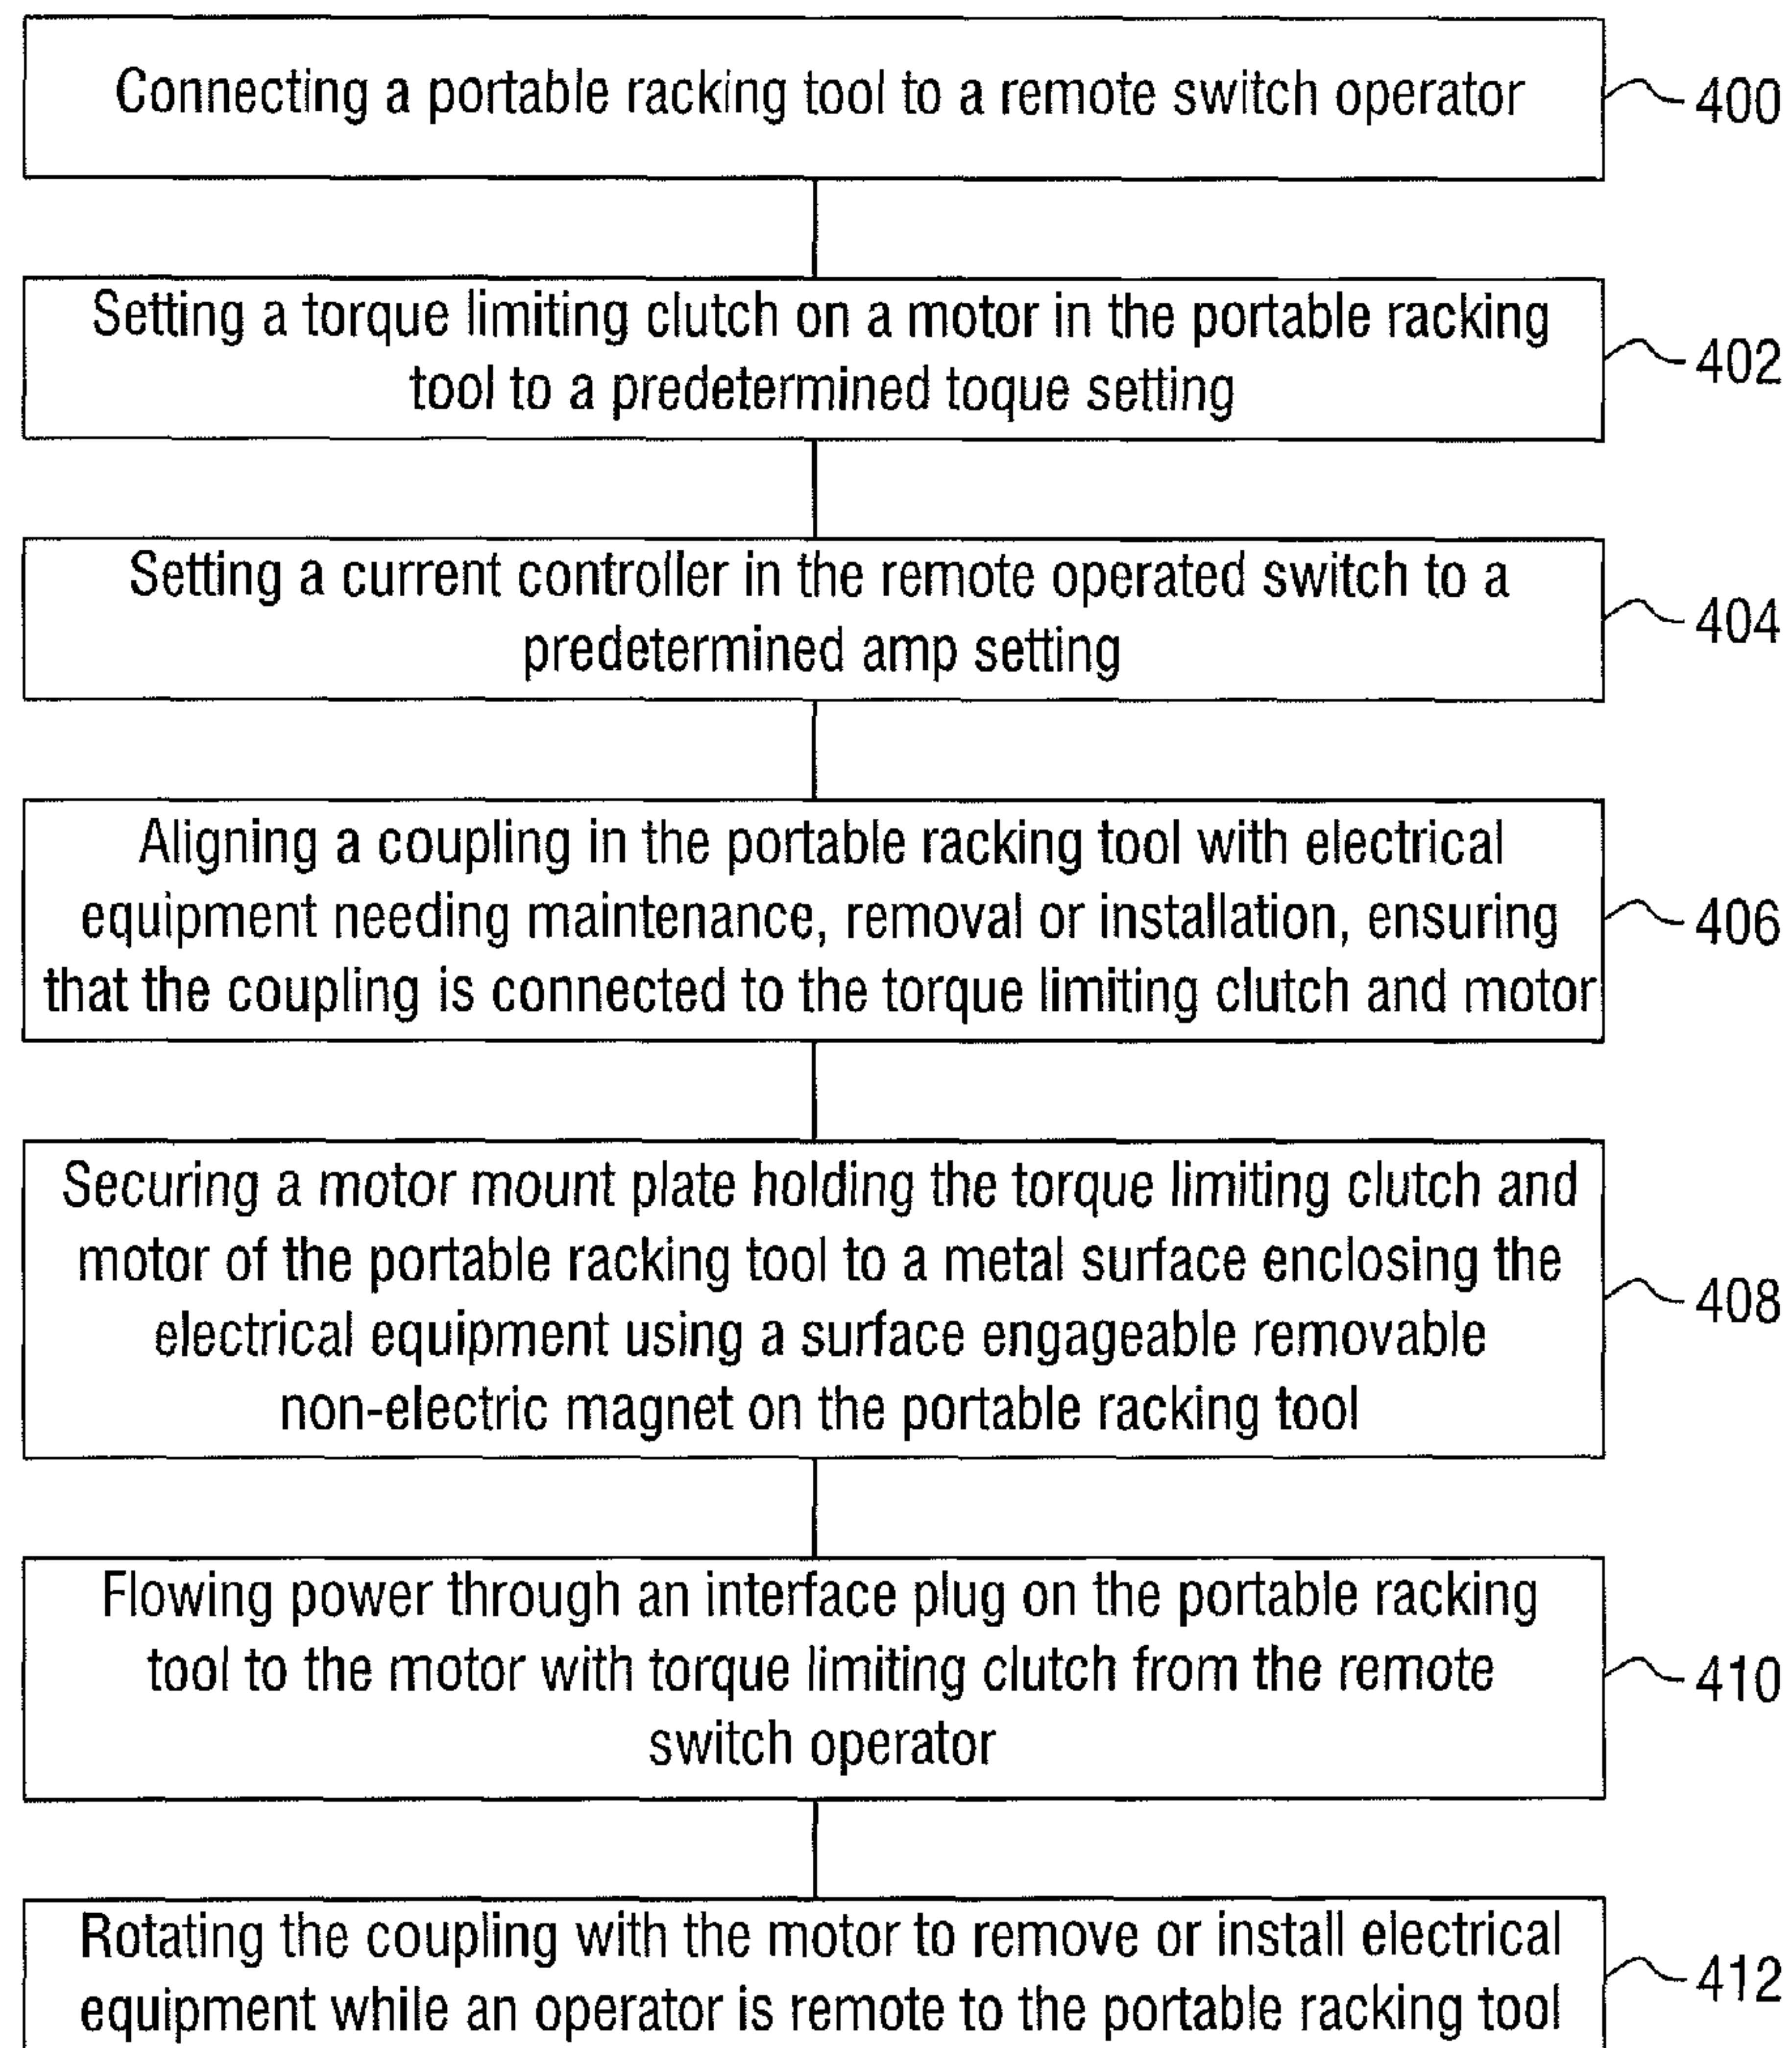 Connecting a portable racking tool to a remote switch operator
400
Setting a torque limiting clutch on a motor in the portable racking
tool to a predetermined toque setting
402
Setting a current controller in the remote operated switch to a
predetermined amp setting
404
Aligning a coupling in the portable racking tool with electrical
equipment needing maintenance, removal or installation, ensuring
that the coupling is connected to the torque limiting clutch and motor
406
Securing a motor mount plate holding the torque limiting clutch and
motor of the portable racking tool to a metal surface enclosing the
electrical equipment using a surface engageable removable
non-electric magnet on the portable racking tool
408
Flowing power through an interface plug on the portable racking
tool to the motor with torque limiting clutch from the remote
switch operator
410
Rotating the coupling with the motor to remove or install electrical
equipment while an operator is remote to the portable racking tool
412